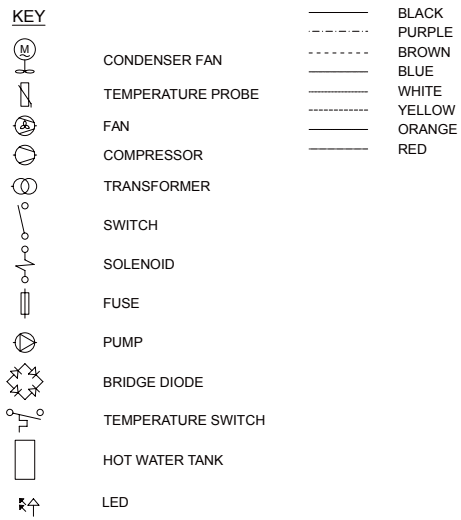 KEY
M
CONDENSER FAN
TEMPERATURE PROBE
FAN
COMPRESSOR
TRANSFORMER
SWITCH
SOLENOID
FUSE
PUMP
BRIDGE DIODE
TEMPERATURE SWITCH
HOT WATER TANK
LED
BLACK
PURPLE
BROWN
BLUE
WHITE
YELLOW
ORANGE
RED